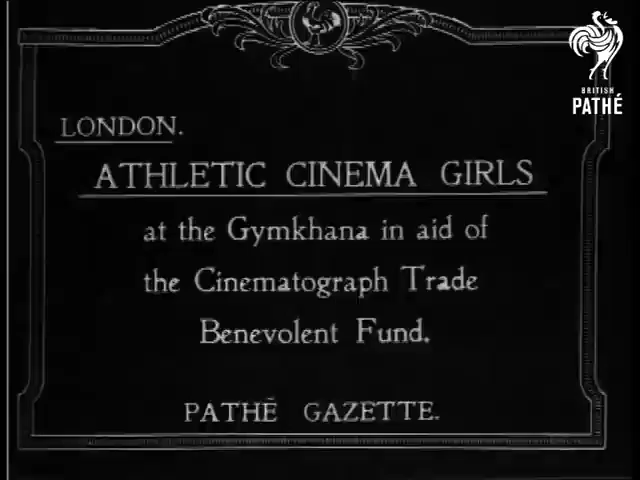 BRITISH
PATHÉ
LONDON.
ATHLETIC CINEMA GIRLS
at the Gymkhana in aid of
the Cinematograph Trade
Benevolent Fund.
PATHÉ GAZETTE.